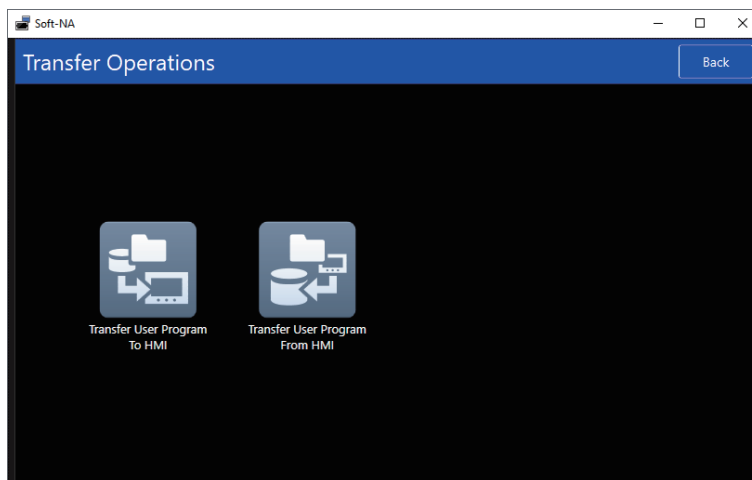 Soft-NA
Transfer Operations
Back
Transfer User Program
To HMI
Transfer User Program
From HMI